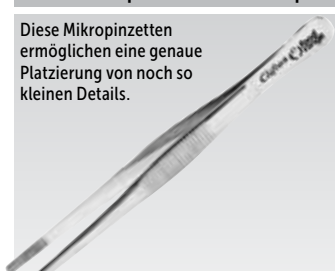 Diese Mikropinzetten
ermöglichen eine genaue
Platzierung von noch so
kleinen Details.